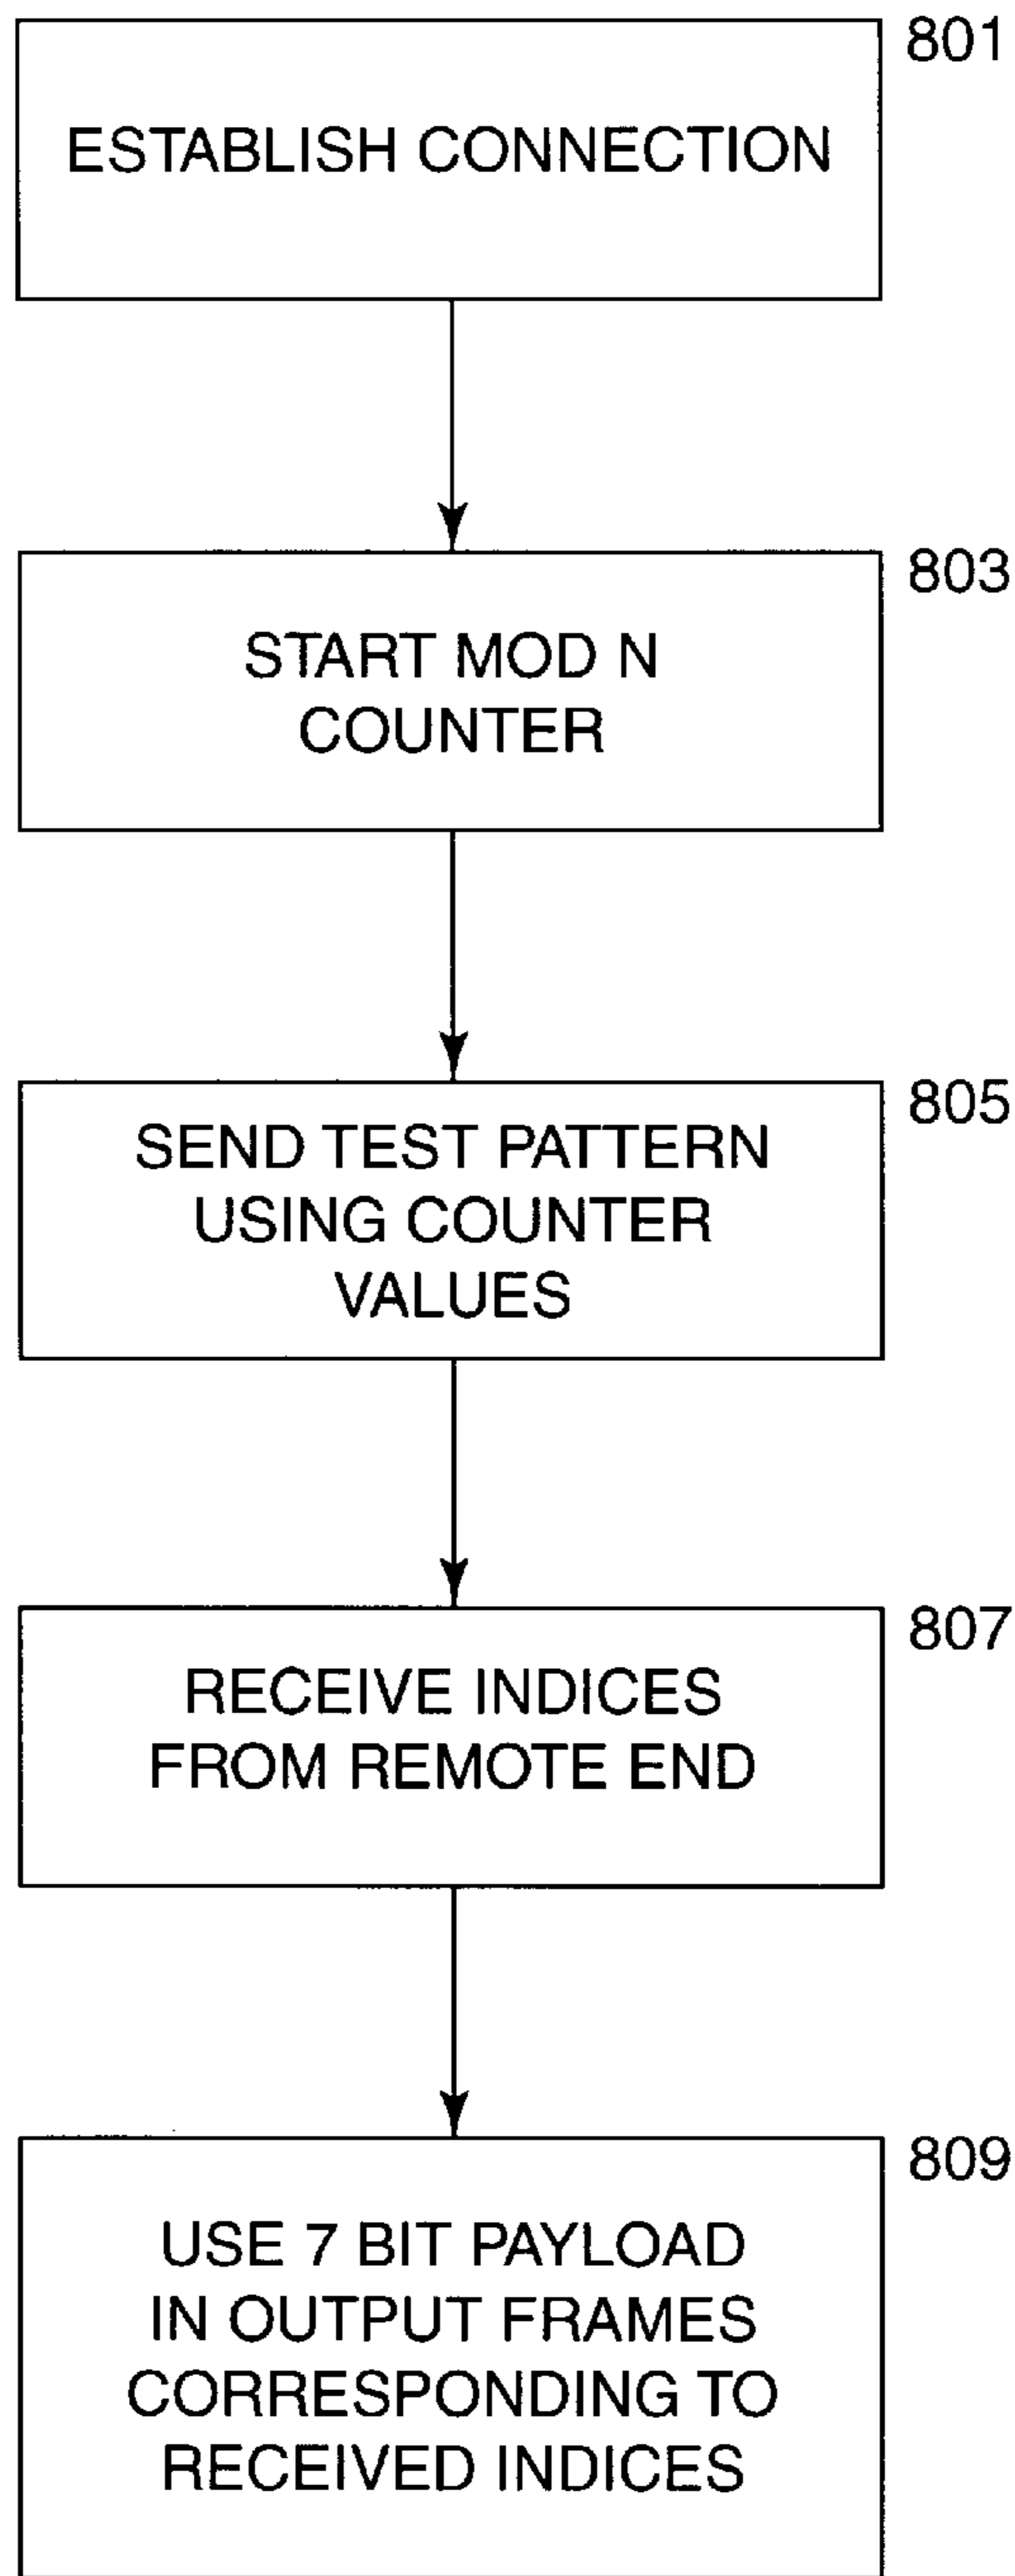 801
ESTABLISH CONNECTION
803
START MOD N
COUNTER
805
SEND TEST PATTERN
USING COUNTER
VALUES
807
RECEIVE INDICES
FROM REMOTE END
809
USE 7 BIT PAYLOAD
IN OUTPUT FRAMES
CORRESPONDING TO
RECEIVED INDICES